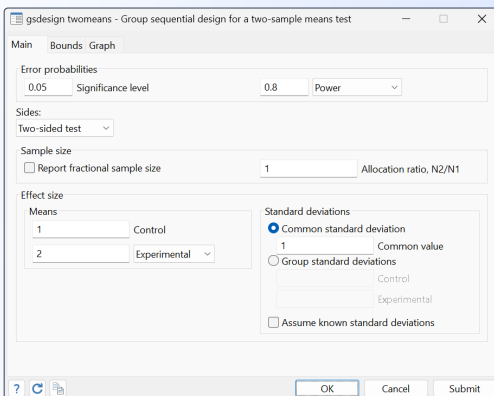 gsdesign twomeans - Group sequential design for a two-sample means test
Main Bounds Graph
Error probabilities
0.05 Significance level 0.8 Power
Sides:
Two-sided test
Sample size
Report fractional sample size 1 Allocation ratio, N2/N1
Effect size
Means
1 Control
2 Experimental
Standard deviations
Common standard deviation
1 Common value
Group standard deviations
Control
Experimental
Assume known standard deviations
? OK Cancel Submit